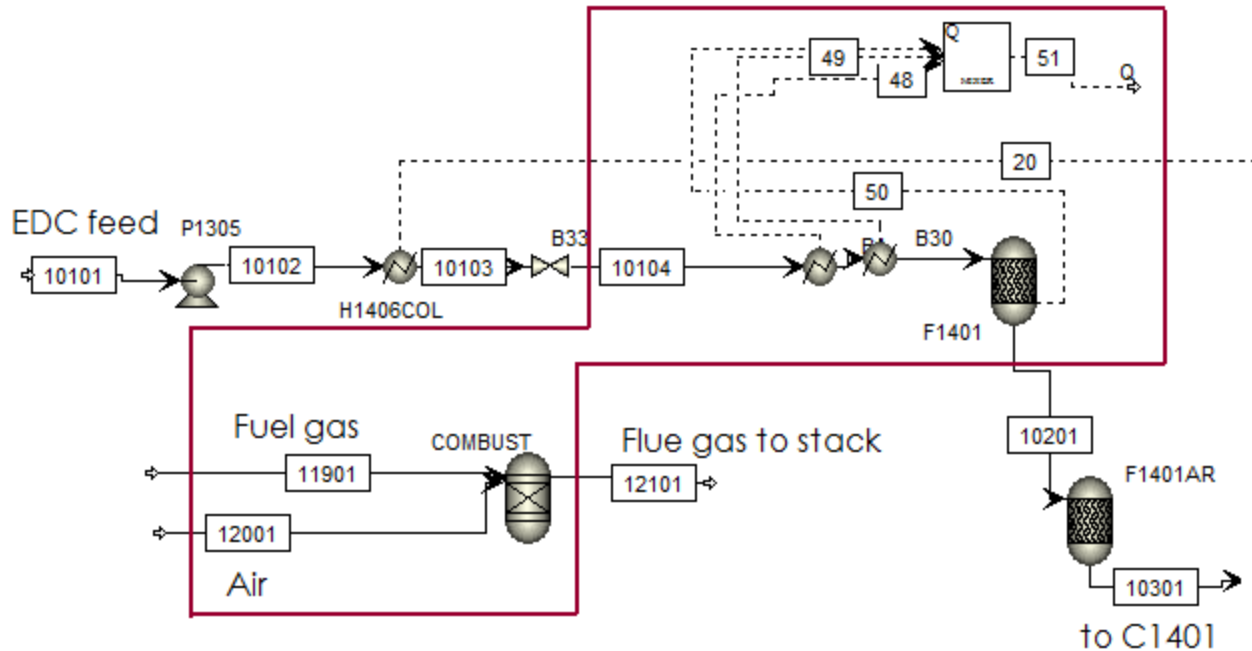 Q
49
51
Q
48
MIXER
20
50
EDC feed
P1305
B33
B30
10101
10102
10103
10104
H1406COL
F1401
Fuel gas
COMBUST
Flue gas to stack
10201
11901
12101
F1401AR
12001
Air
10301
to C1401